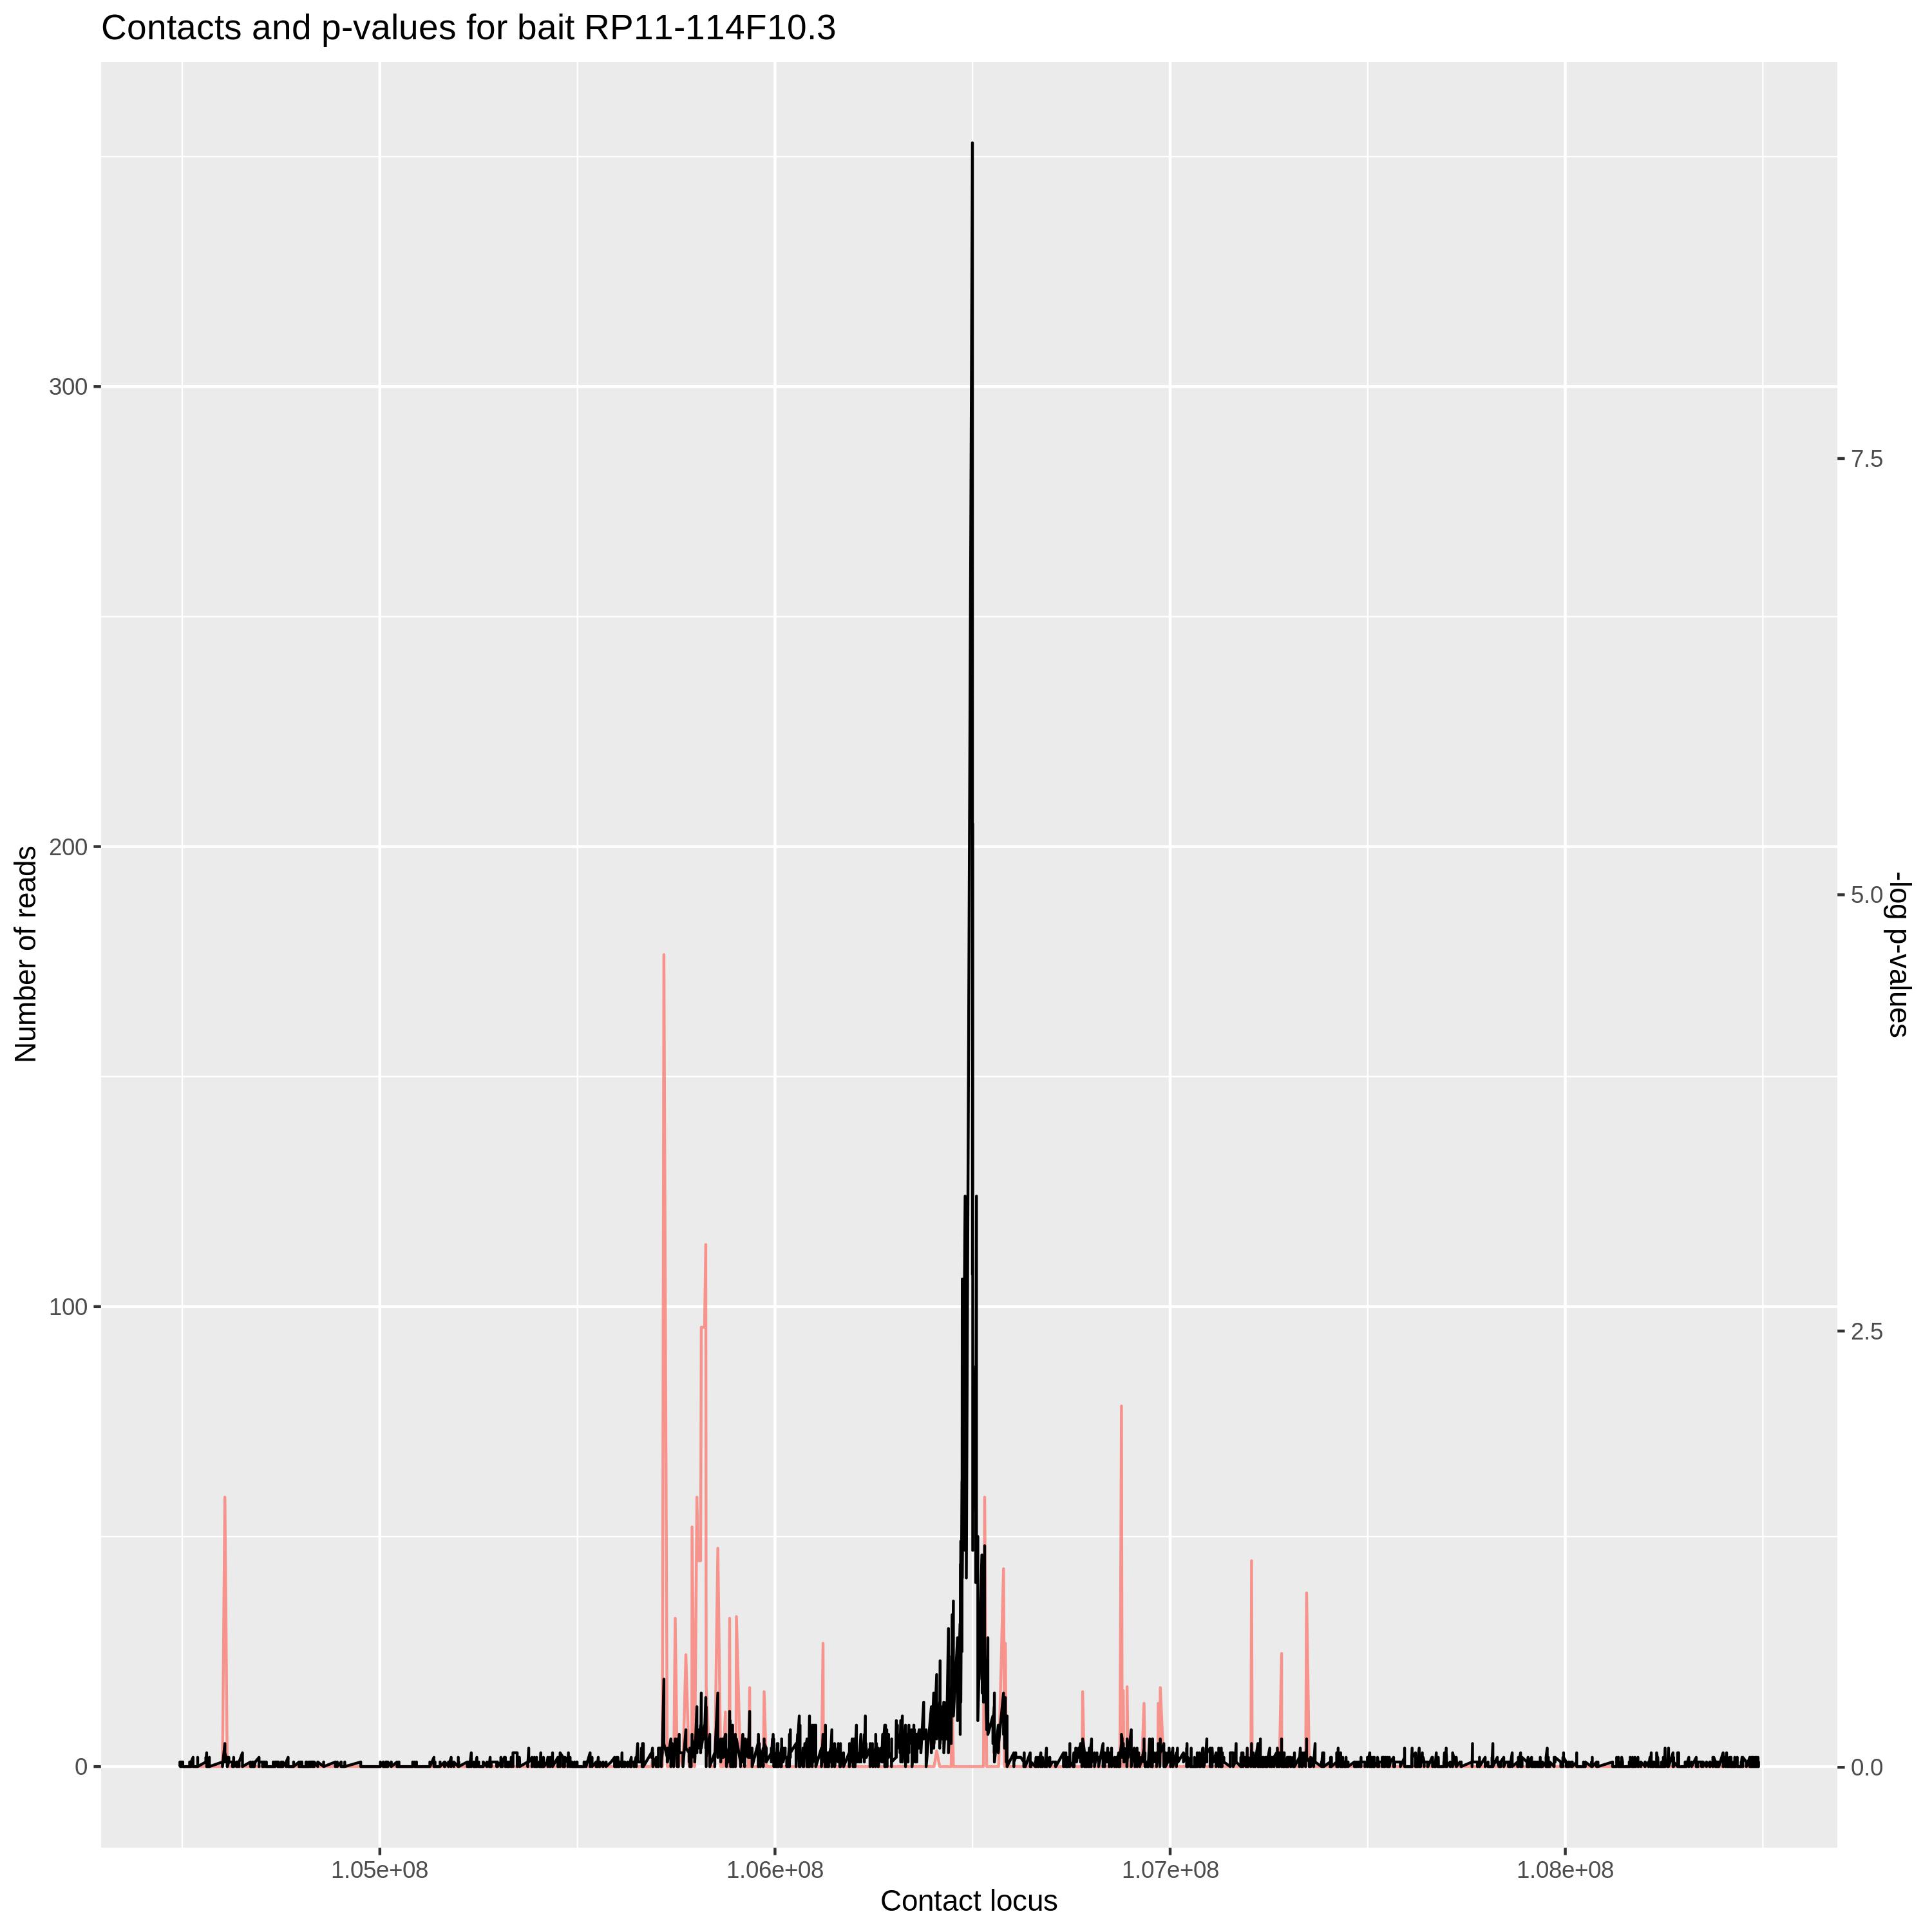 Contacts and p-values for bait RP11-114F10.3
300
200
100
0
Number of reads
7.5
5.0
2.5
0.0
-log p-values
1.05e+08
1.06e+08
1.07e+08
1.08e+08
Contact locus